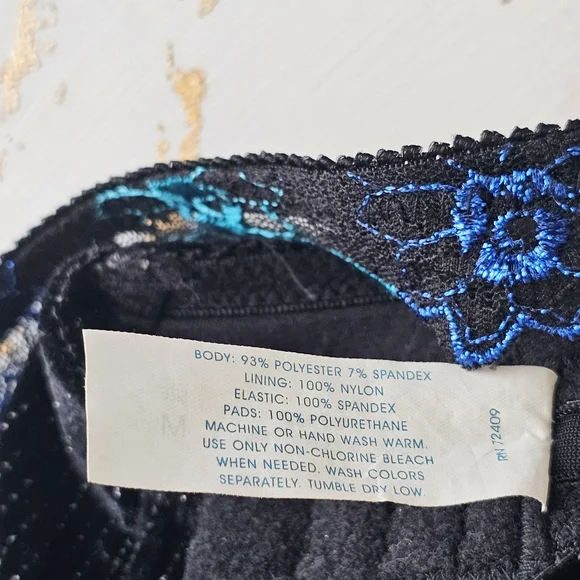 BODY: 93% POLYESTER 7% SPANDEX
LINING: 100% NYLON
ELASTIC: 100% SPANDEX
PADS: 100% POLYURETHANE
MACHINE OR HAND WASH WARM.
USE ONLY NON-CHLORINE BLEACH
WHEN NEEDED. WASH COLORS
SEPARATELY. TUMBLE DRY LOW.
RN 72409